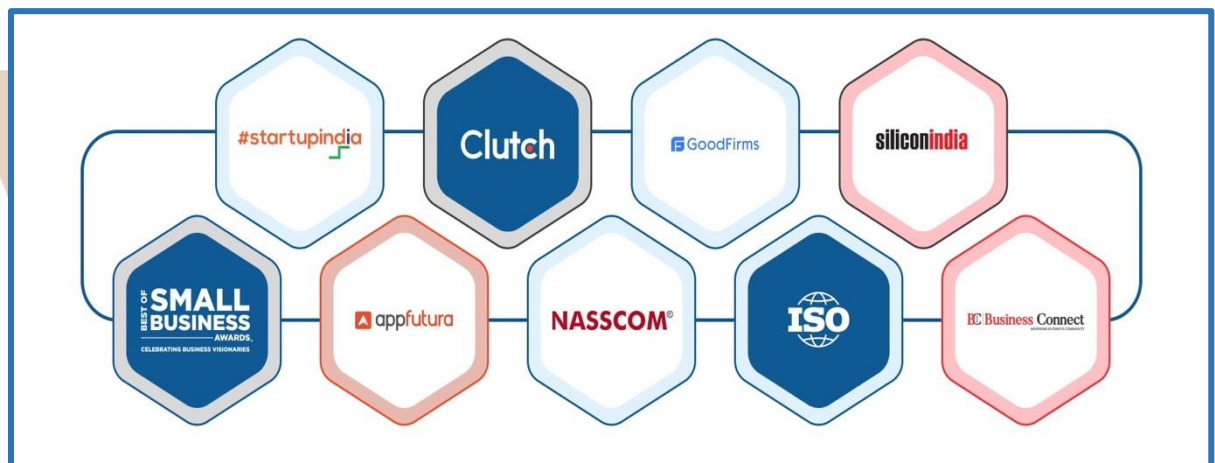 #startupindia
Clutch
GoodFirms
siliconindia
BEST OF
SMALL
BUSINESS
AWARDS
CELEBRATING BUSINESS VISIONARIES
appfutura
NASSCOM®
ISO
BC Business Connect